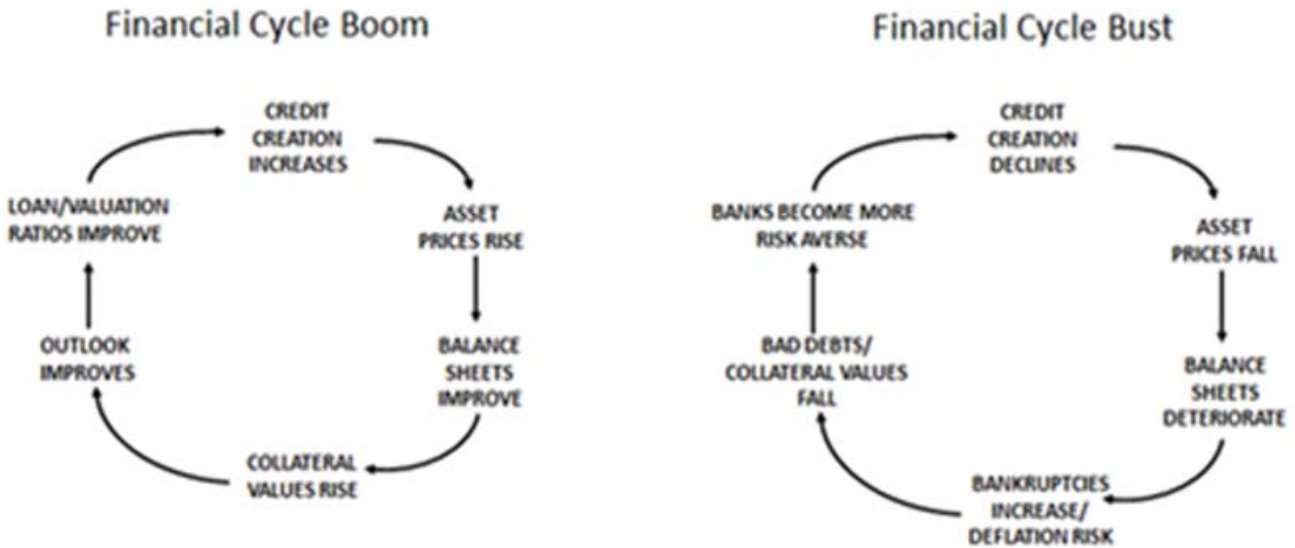 Financial Cycle Boom
CREDIT
CREATION
INCREASES
ASSET
PRICES RISE
BALANCE
SHEETS
IMPROVE
COLLATERAL
VALUES RISE
OUTLOOK
IMPROVES
LOAN/VALUATION
RATIOS IMPROVE
Financial Cycle Bust
CREDIT
CREATION
DECLINES
ASSET
PRICES FALL
BALANCE
SHEETS
DETERIORATE
BANKRUPTCIES
INCREASE/
DEFLATION RISK
BAD DEBTS/
COLLATERAL VALUES
FALL
BANKS BECOME MORE
RISK AVERSE